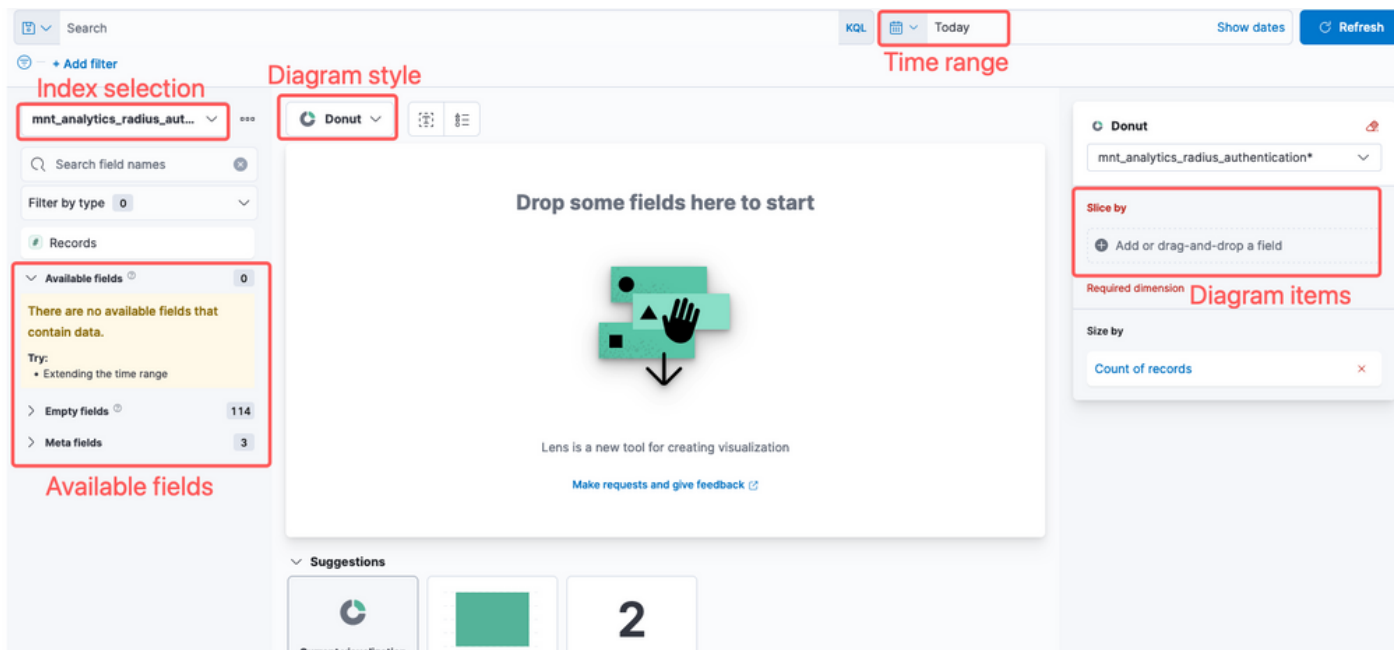 Search
KQL
Today
Show dates
Refresh
Time range
+ Add filter
Index selection
Diagram style
mnt_analytics_radius_aut...
Donut
Search field names
Filter by type 0
Records
Available fields 0
There are no available fields that
contain data.
Try:
• Extending the time range
Empty fields 114
Meta fields 3
Available fields
Drop some fields here to start
Lens is a new tool for creating visualization
Make requests and give feedback
Suggestions
2
Donut
mnt_analytics_radius_authentication*
Slice by
Add or drag-and-drop a field
Required dimension
Diagram items
Size by
Count of records